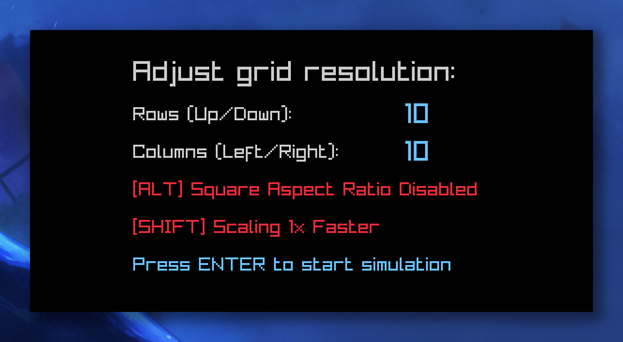 Adjust grid resolution:
Rows (Up/Down): 10
Columns (Left/Right): 10
[ALT] Square Aspect Ratio Disabled
[SHIFT] Scaling 1x Faster
Press ENTER to start simulation